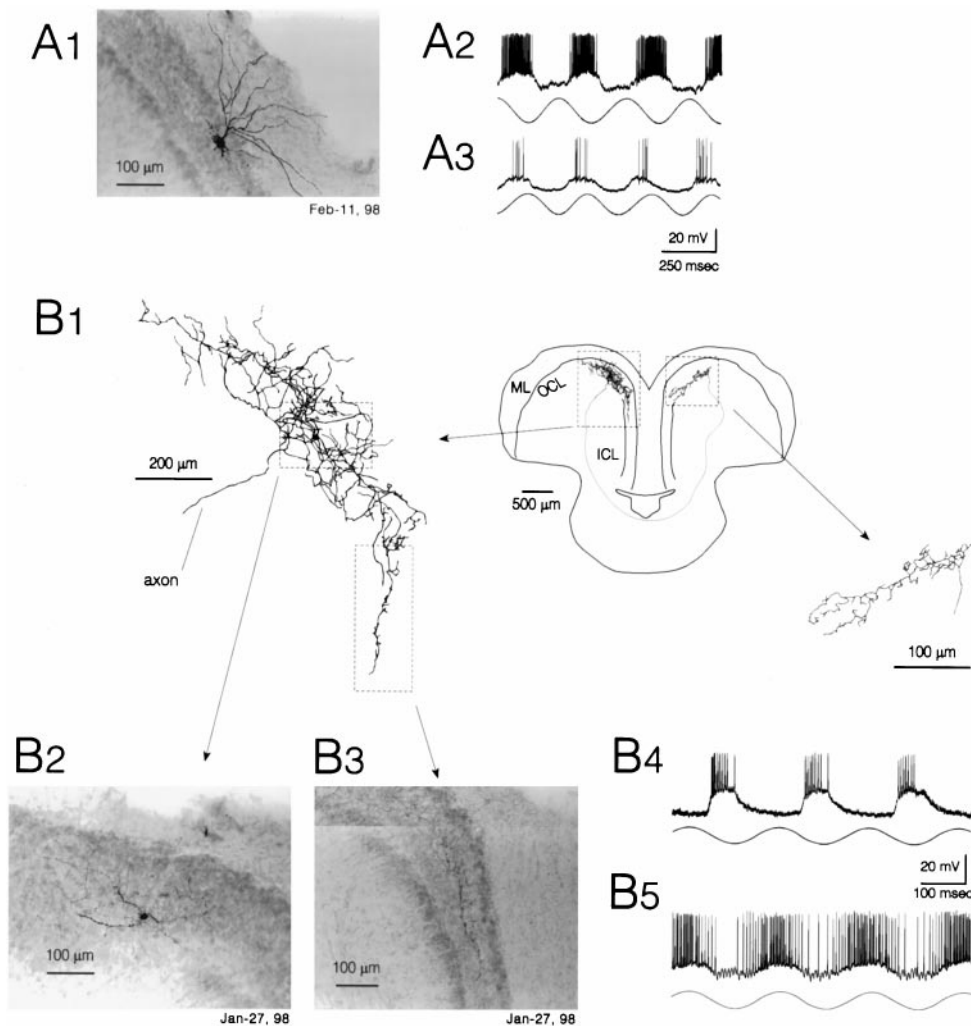 A1
100 μm
Feb-11, 98
A2
A3
20 mV
250 msec
B1
200 μm
axon
ML
OCL
ICL
500 μm
100 μm
B2
100 μm
Jan-27, 98
B3
100 μm
Jan-27, 98
B4
20 mV
100 msec
B5